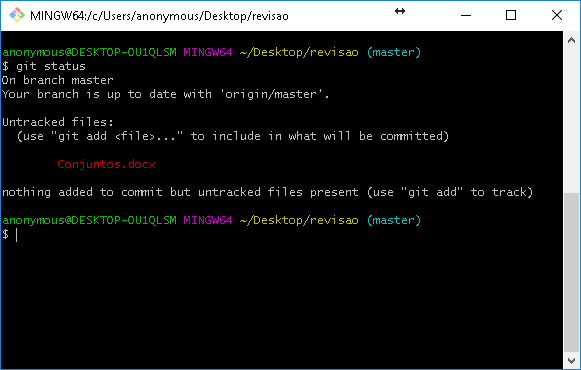 MINGW64:/c/Users/anonymous/Desktop/revisao
anonymous@DESKTOP-OU1QLSM MINGW64 ~/Desktop/revisao (master)
$ git status
On branch master
Your branch is up to date with 'origin/master'.
Untracked files:
(use "git add <file>..." to include in what will be committed)
Conjuntos.docx
nothing added to commit but untracked files present (use "git add" to track)
anonymous@DESKTOP-OU1QLSM MINGW64 ~/Desktop/revisao (master)
$